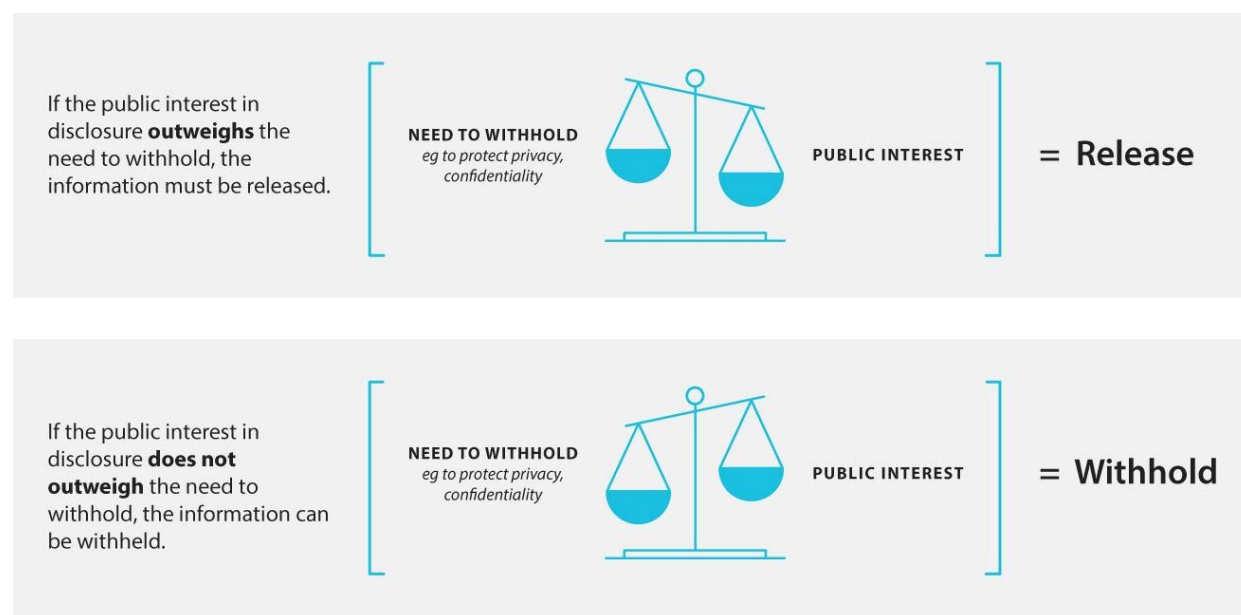 If the public interest in
disclosure outweighs the
need to withhold, the
information must be released.
NEED TO WITHHOLD
eg to protect privacy,
confidentiality
PUBLIC INTEREST
= Release
If the public interest in
disclosure does not
outweigh the need to
withhold, the information can
be withheld.
NEED TO WITHHOLD
eg to protect privacy,
confidentiality
PUBLIC INTEREST
= Withhold